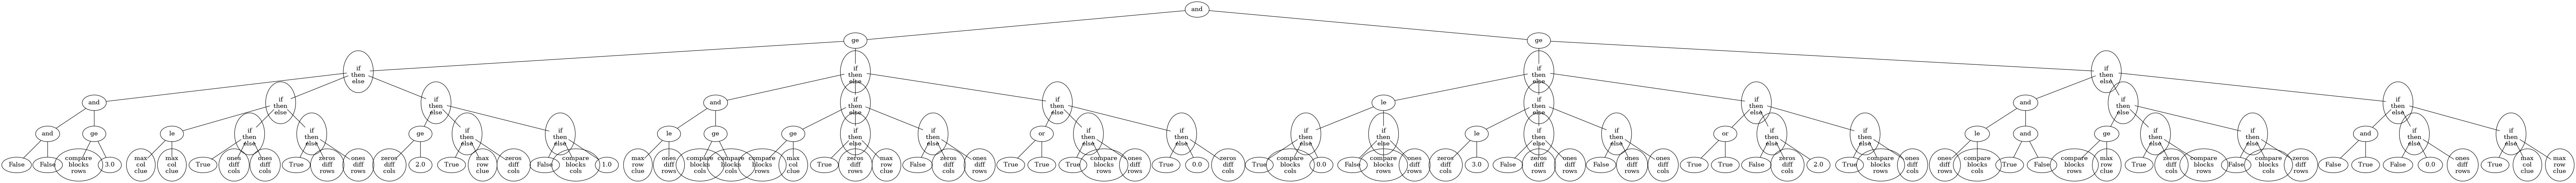 and
ge ge
if if if if
then then then then
else else else else
and if if and if if le if if and if if
then then then then then then then then
else else else else else else else else
and ge le if if ge if if le ge ge if if or if if if if le if if or if if le and ge if if and if if
then then then then then then then then then then then then then then then then then then
else else else else else else else else else else else else else else else else else else
max max ones ones zeros ones zeros max zeros compare max ones compare compare compare max zeros max zeros ones compare ones zeros compare compare ones zeros zeros ones ones ones zeros compare ones ones compare compare max zeros compare compare zeros ones max max
False False compare blocks 3.0 col col True diff diff True diff diff diff 2.0 True row diff False blocks 1.0 row diff blocks blocks blocks col True diff row False diff diff True True True blocks diff True 0.0 diff True blocks 0.0 False blocks diff diff 3.0 False diff diff False diff diff True True False diff 2.0 True blocks diff diff blocks True False blocks row True diff blocks False blocks diff False True False 0.0 diff True col row
rows clue clue cols cols rows rows cols clue cols cols clue rows cols cols rows clue rows clue cols rows rows rows cols cols rows rows cols rows rows rows cols cols rows cols rows cols rows clue cols rows cols rows rows clue clue